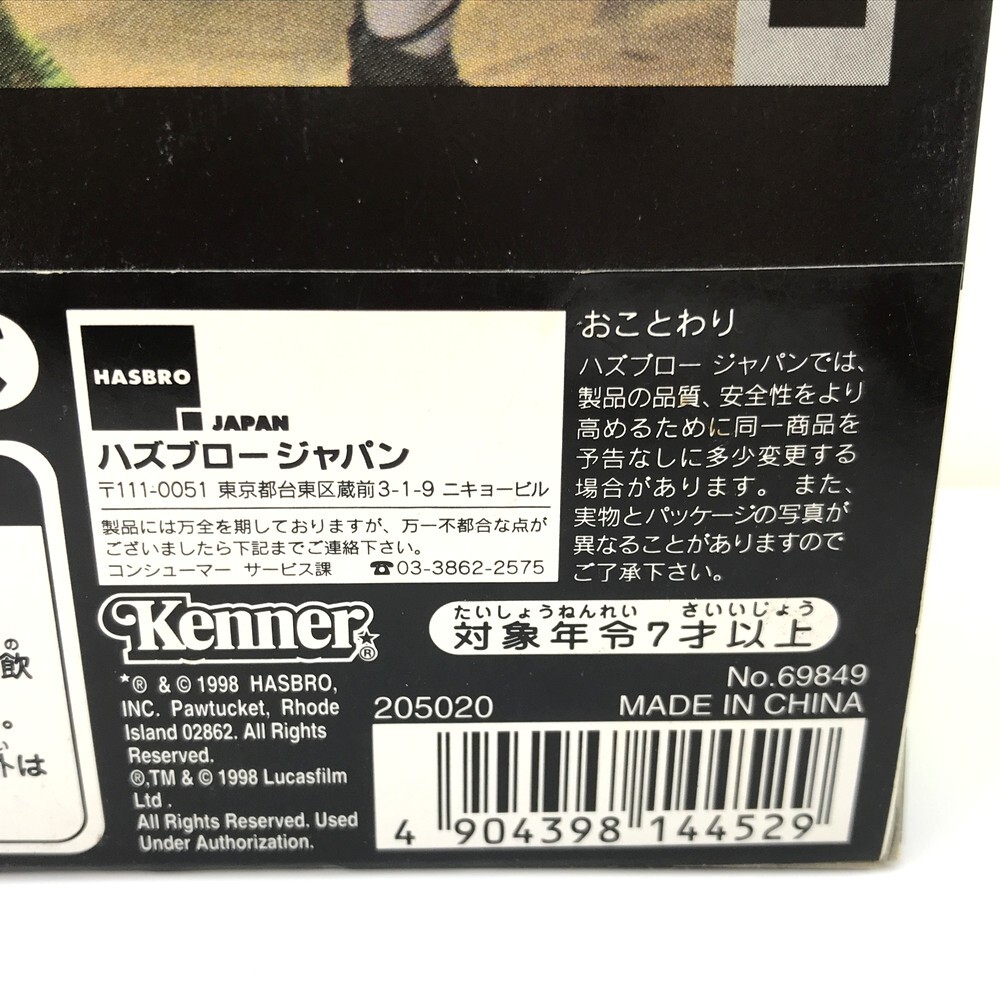 HASBRO
JAPAN
ハズブロー ジャパン
〒111-0051 東京都台東区蔵前3-1-9 ニキョービル
製品には万全を期しておりますが、万一不都合な点が
ございましたら下記までご連絡下さい。
コンシューマー サービス課 ☎03-3862-2575
おことわり
ハズブロー ジャパンでは、
製品の品質、安全性をより
高めるために同一商品を
予告なしに多少変更する
場合があります。 また、
実物とパッケージの写真が
異なることがありますので
ご了承下さい。
Kenner★®
たいしょうねんれい さいいじょう
対象年令7才以上
*® & © 1998 HASBRO,
INC. Pawtucket, Rhode
Island 02862. All Rights
Reserved.
®,TM & © 1998 Lucasfilm
Ltd .
All Rights Reserved. Used
Under Authorization.
No.69849
205020 MADE IN CHINA
4 904398 144529
の
飲
。
外は